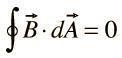 ∮ B⃗ · dA⃗ = 0